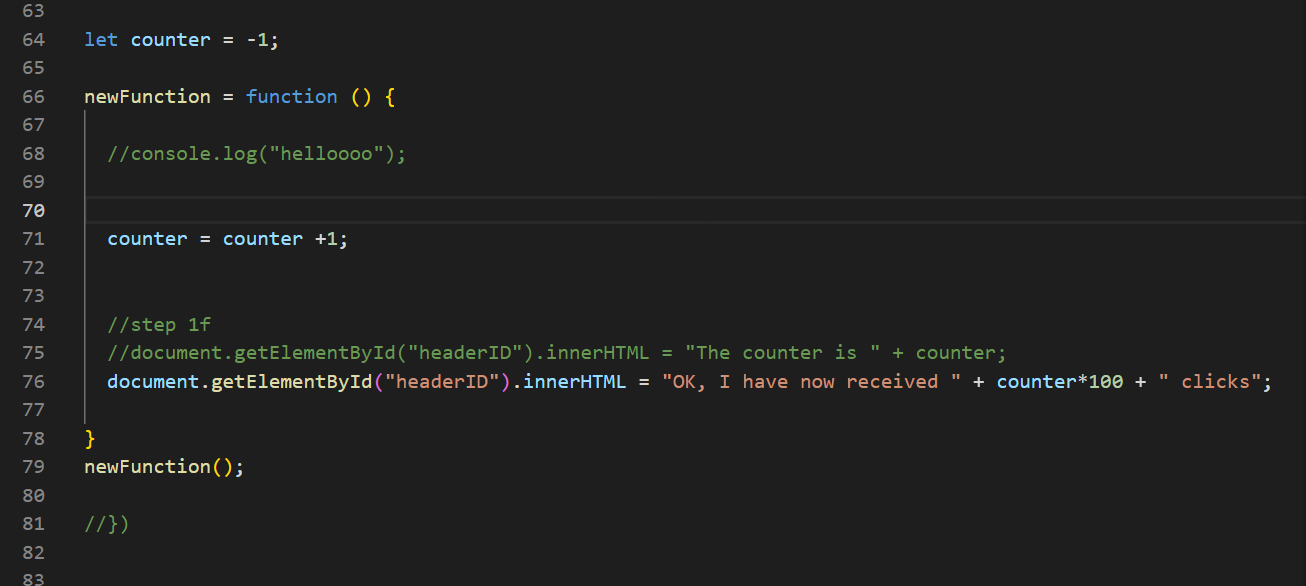 63
64 let counter = -1;
65
66 newFunction = function () {
67
68 //console.log("helloooo");
69
70
71 counter = counter +1;
72
73
74 //step 1f
75 //document.getElementById("headerID").innerHTML = "The counter is " + counter;
76 document.getElementById("headerID").innerHTML = "OK, I have now received " + counter*100 + " clicks";
77
78 }
79 newFunction();
80
81 //})
82
83